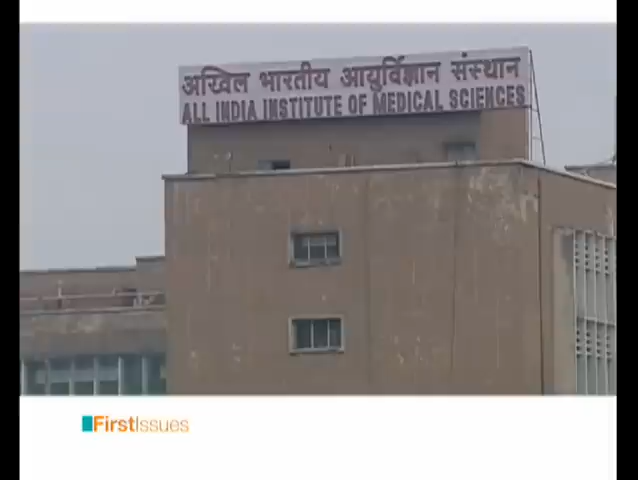 अखिल भारतीय आयुर्विज्ञान संस्थान
ALL INDIA INSTITUTE OF MEDICAL SCIENCES
FirstIssues